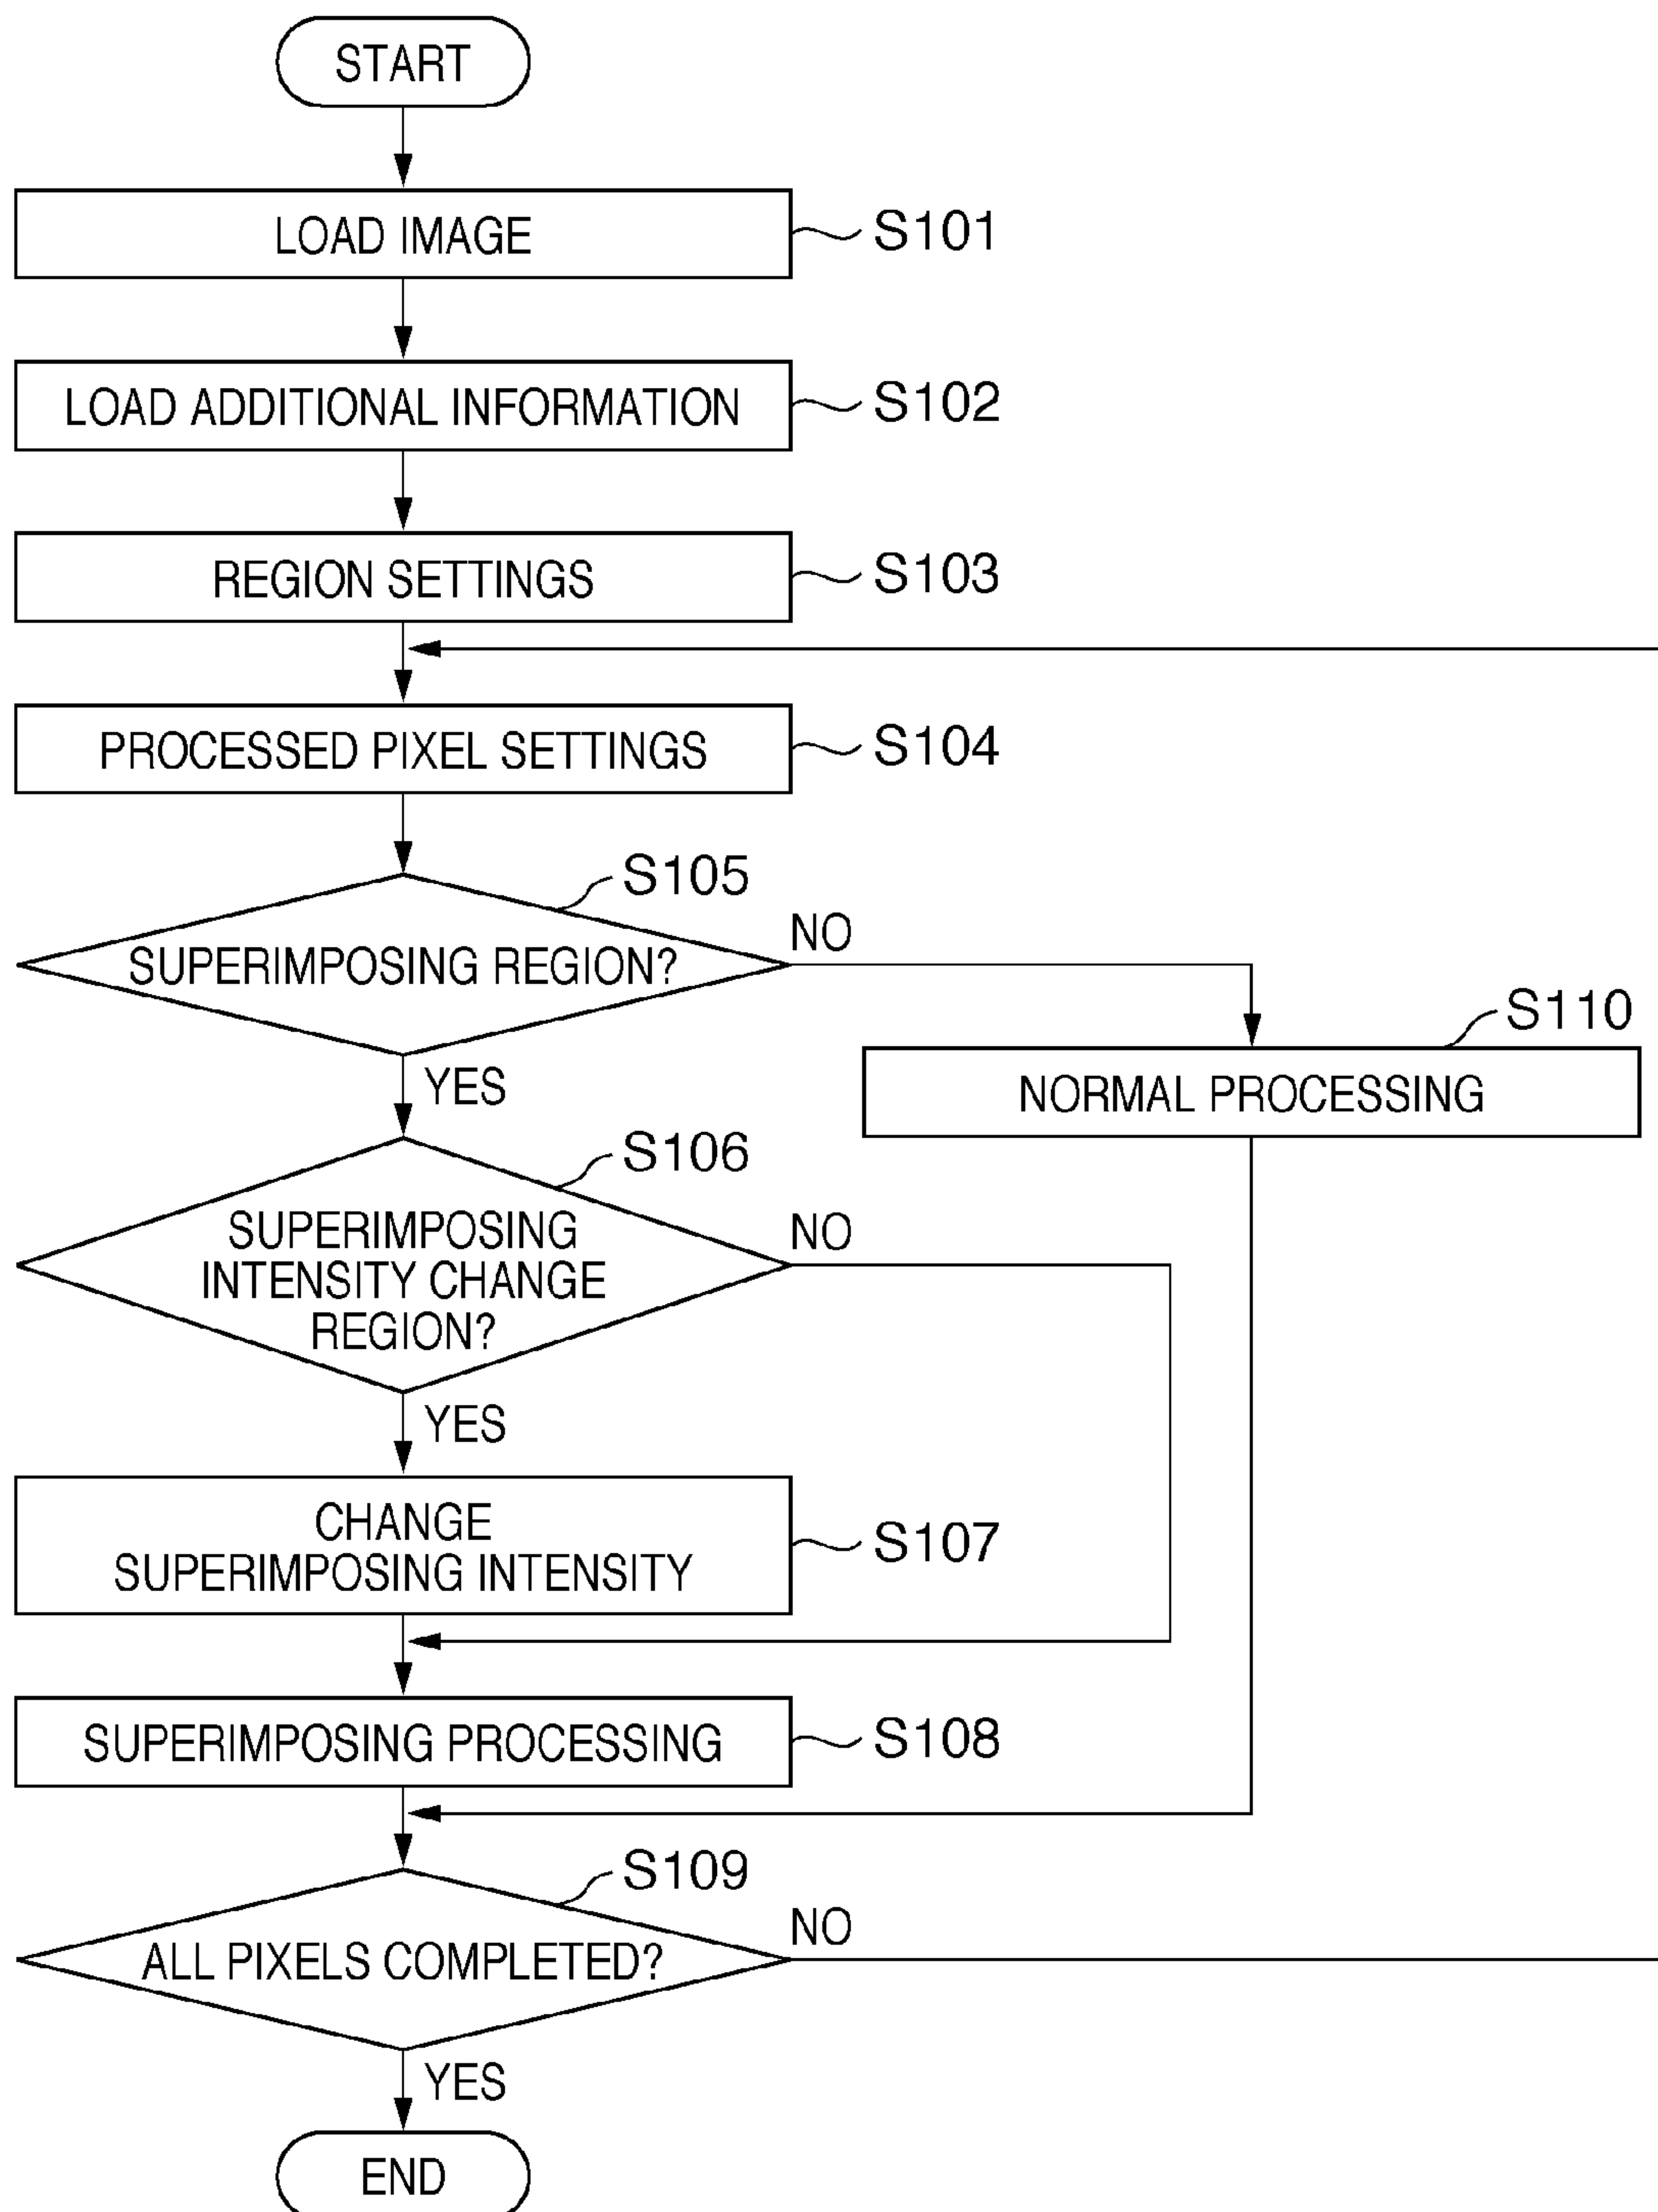 START
LOAD IMAGE
S101
LOAD ADDITIONAL INFORMATION
S102
REGION SETTINGS
S103
PROCESSED PIXEL SETTINGS
S104
S105
SUPERIMPOSING REGION?
NO
YES
S110
NORMAL PROCESSING
S106
SUPERIMPOSING
INTENSITY CHANGE
REGION?
NO
YES
CHANGE
SUPERIMPOSING INTENSITY
S107
SUPERIMPOSING PROCESSING
S108
S109
ALL PIXELS COMPLETED?
NO
YES
END